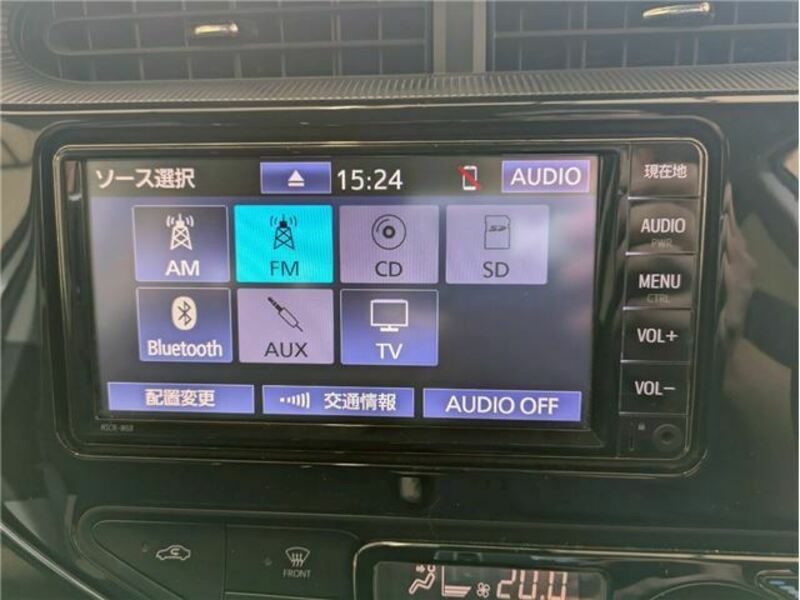 ソース選択 15:24 AUDIO
現在地
AM FM CD SD
AUDIO
PWR
MENU
CTRL
Bluetooth AUX TV
VOL+
VOL-
配置変更 交通情報 AUDIO OFF
FRONT
20.0